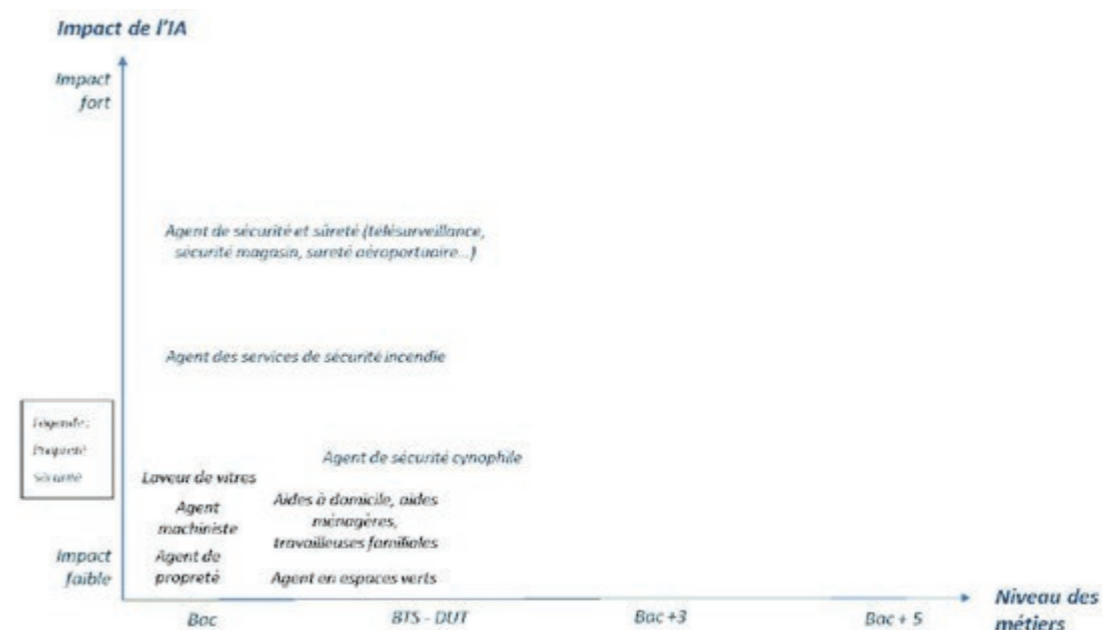 Impact de l'IA
Impact
fort
Agent de sécurité et sûreté (télésurveillance,
sécurité magasin, sureté aéroportuaire...)
Agent des services de sécurité incendie
Légende :
Propreté
Sécurité
Agent de sécurité cynophile
Laveur de vitres
Agent
machiniste
Aides à domicile, aides
ménagères,
travailleuses familiales
Agent de
propreté
Agent en espaces verts
Impact
faible
Bac
BTS - DUT
Bac +3
Bac + 5
Niveau des
métiers